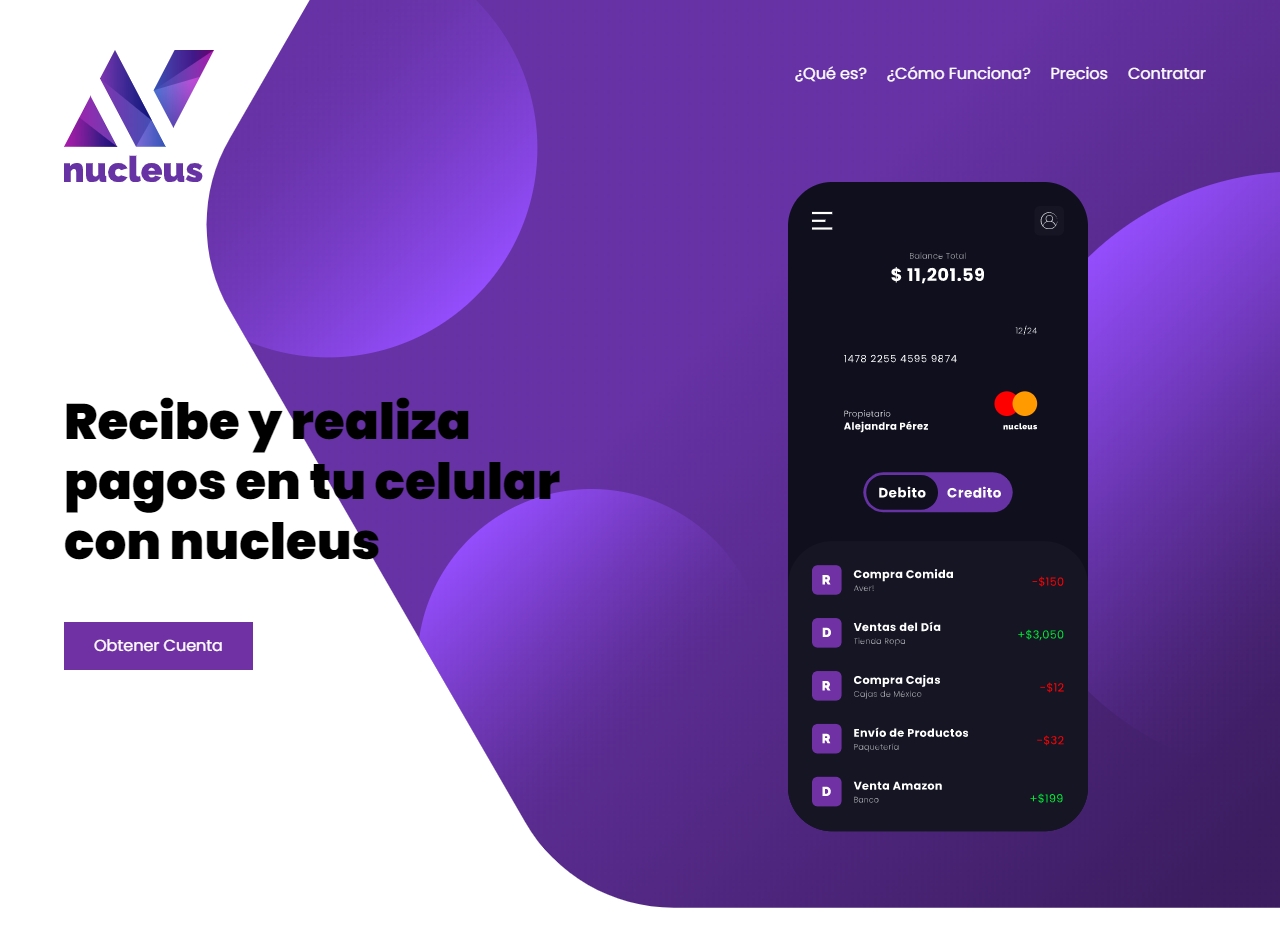 nucleus
¿Qué es? ¿Cómo Funciona? Precios Contratar
Recibe y realiza
pagos en tu celular
con nucleus
Obtener Cuenta
Balance Total
$ 11,201.59
12/24
1478 2255 4595 9874
Propietario
Alejandra Pérez
nucleus
Debito Credito
R Compra Comida -$150
Aver!
D Ventas del Día +$3,050
Tienda Ropa
R Compra Cajas -$12
Cajas de México
R Envío de Productos -$32
Paqueteria
D Venta Amazon +$199
Banco